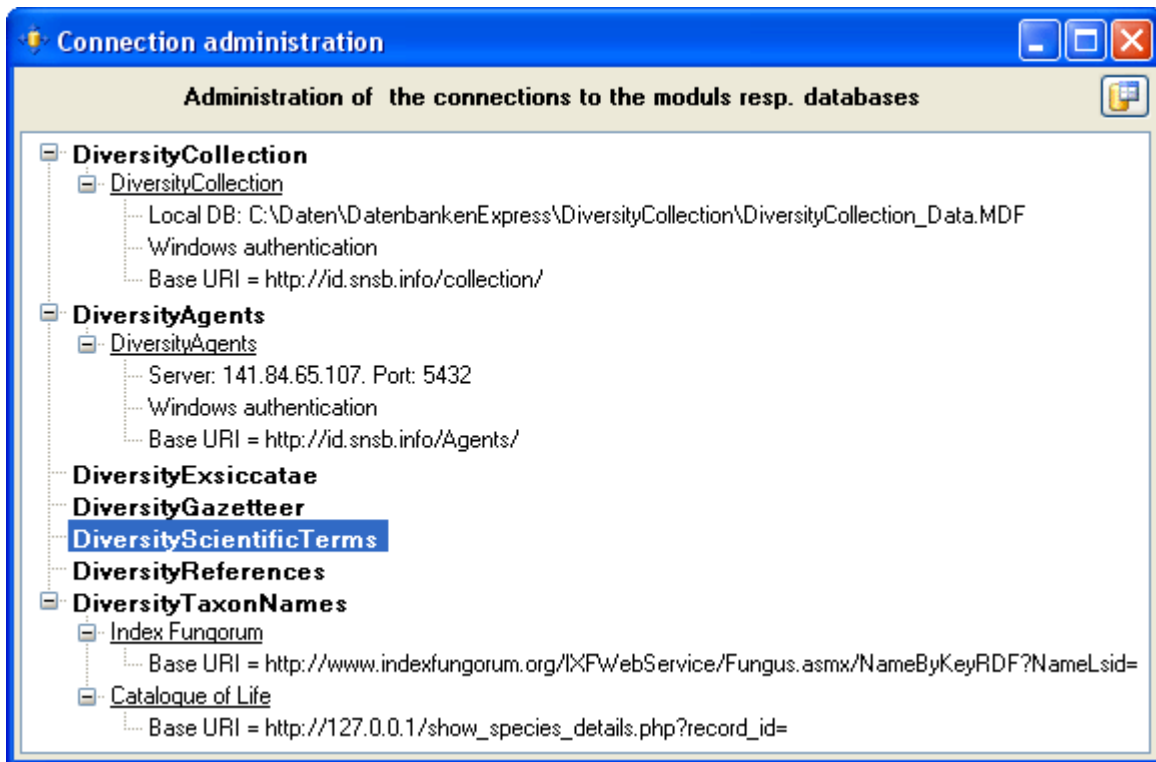 Connection administration
Administration of  the connections to the moduls resp. databases
DiversityCollection
DiversityCollection
Local DB: C:\Daten\DatenbankenExpress\DiversityCollection\DiversityCollection_Data.MDF
Windows authentication
Base URI = http://id.snsb.info/collection/
DiversityAgents
DiversityAgents
Server: 141.84.65.107. Port: 5432
Windows authentication
Base URI = http://id.snsb.info/Agents/
DiversityExsiccatae
DiversityGazetteer
DiversityScientificTerms
DiversityReferences
DiversityTaxonNames
Index Fungorum
Base URI = http://www.indexfungorum.org/IXFWebService/Fungus.asmx/NameByKeyRDF?NameLsid=
Catalogue of Life
Base URI = http://127.0.0.1/show_species_details.php?record_id=